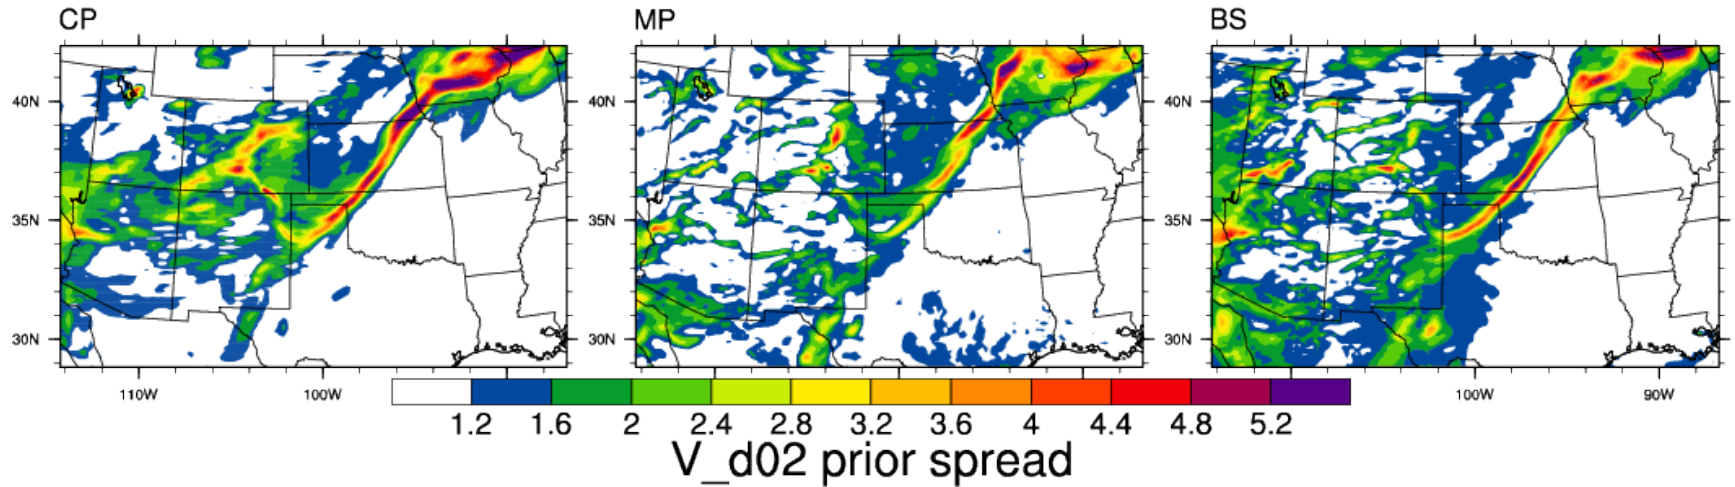 CP MP BS
40N 40N 40N
35N 35N 35N
30N 30N 30N
110W 100W 100W 90W
1.2 1.6 2 2.4 2.8 3.2 3.6 4 4.4 4.8 5.2
V_d02 prior spread